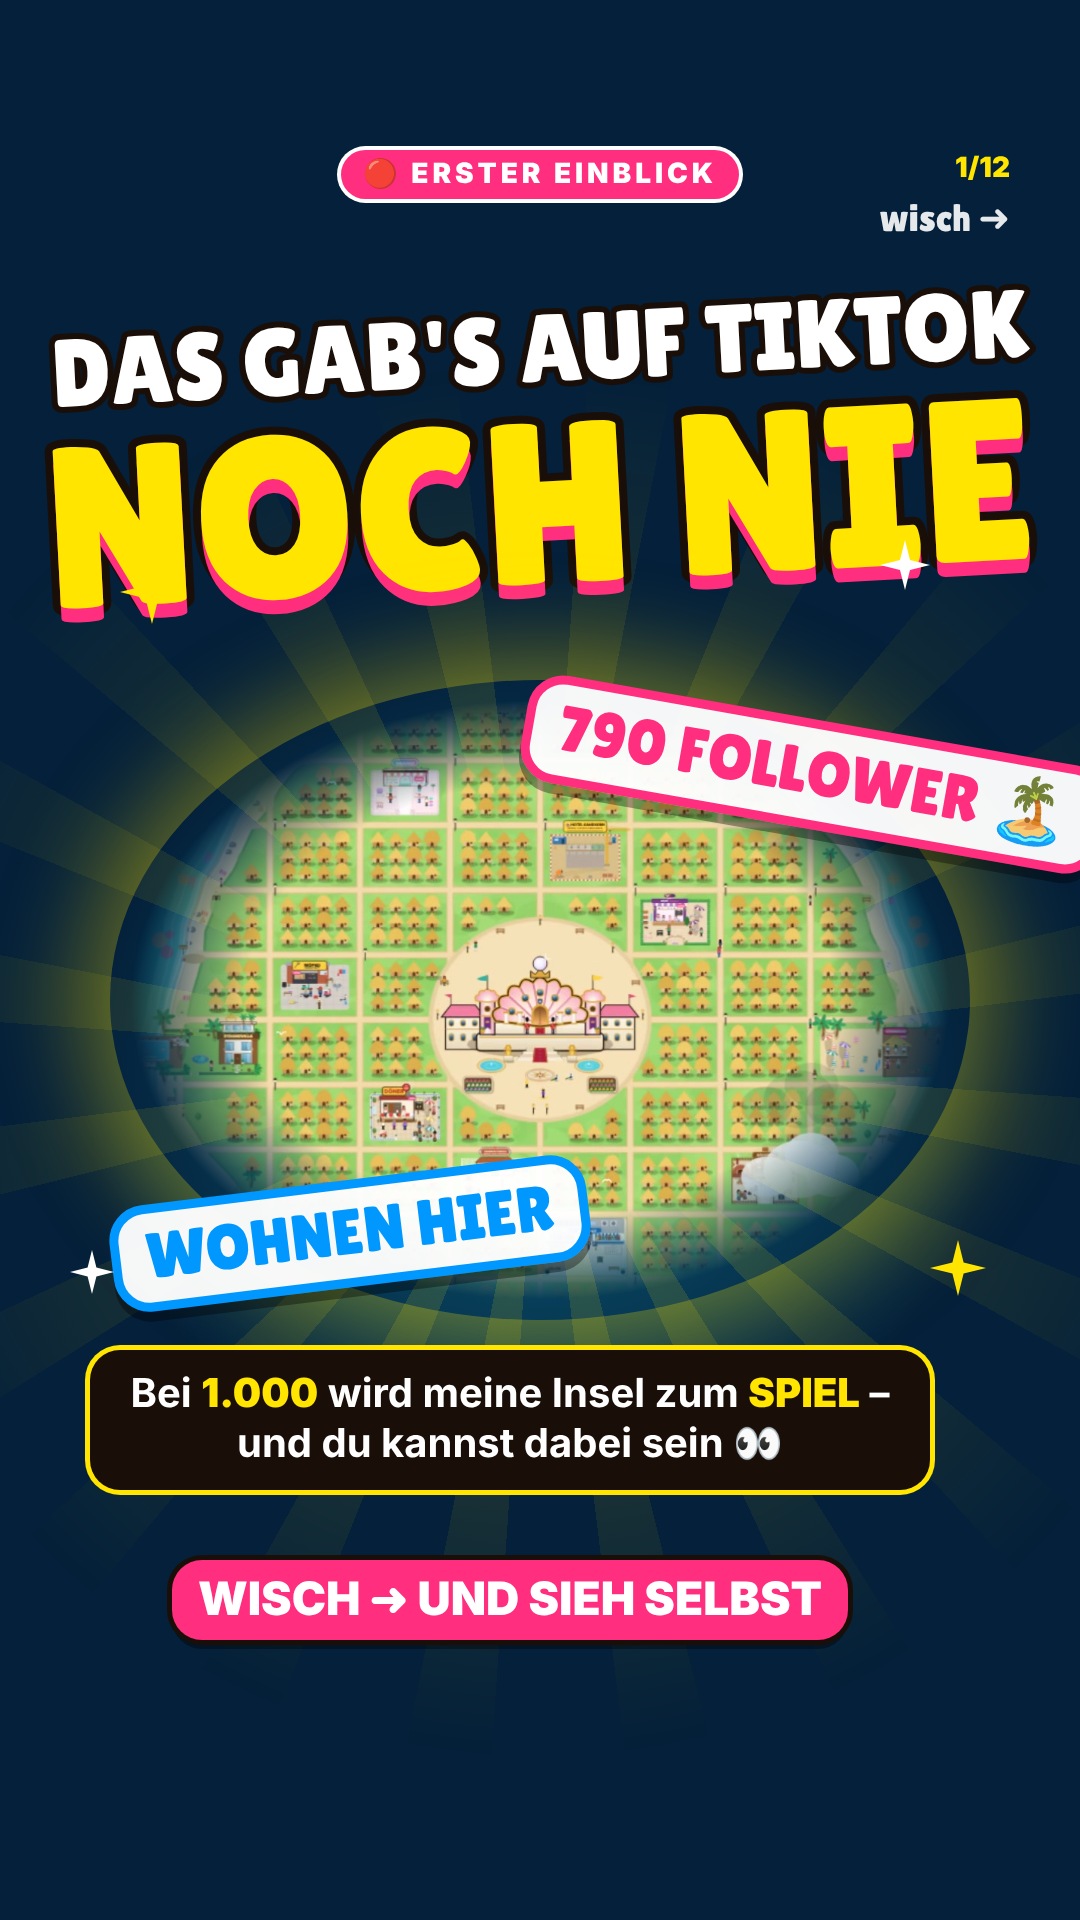 🔴 ERSTER EINBLICK
1/12
wisch →
DAS GAB'S AUF TIKTOK
NOCH NIE
790 FOLLOWER 🏝️
WOHNEN HIER
Bei 1.000 wird meine Insel zum SPIEL –
und du kannst dabei sein 👀
WISCH → UND SIEH SELBST